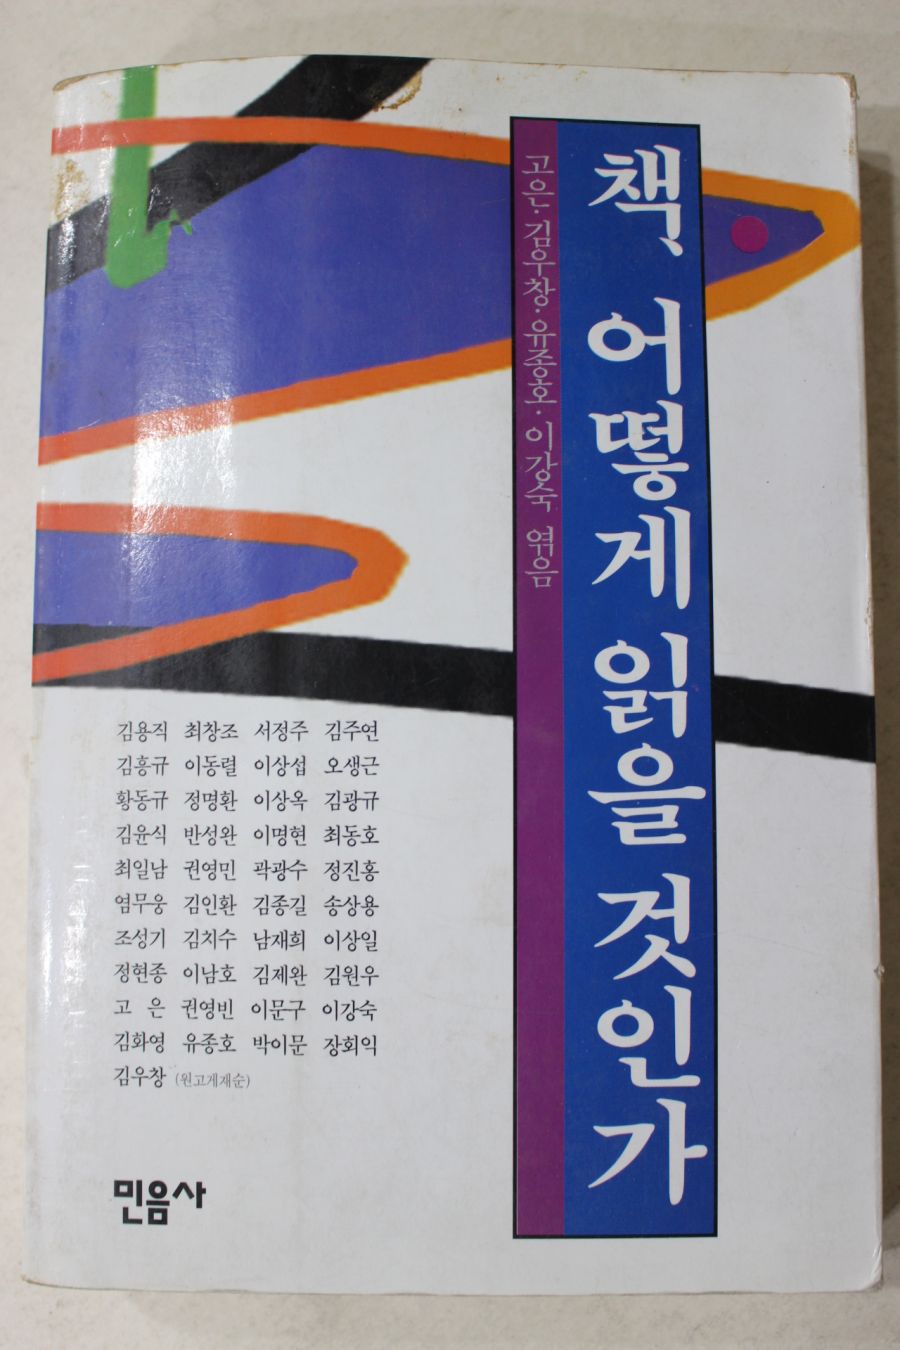 책, 어떻게 읽을 것인가
고은·김우창·유종호·이강숙 엮음
김용직 최창조 서정주 김주연
김흥규 이동렬 이상섭 오생근
황동규 정명환 이상옥 김광규
김윤식 반성완 이명현 최동호
최일남 권영민 곽광수 정진홍
염무웅 김인환 김종길 송상용
조성기 김치수 남재희 이상일
정현종 이남호 김제완 김원우
고 은 권영빈 이문구 이강숙
김화영 유종호 박이문 장회익
김우창 (원고게재순)
민음사